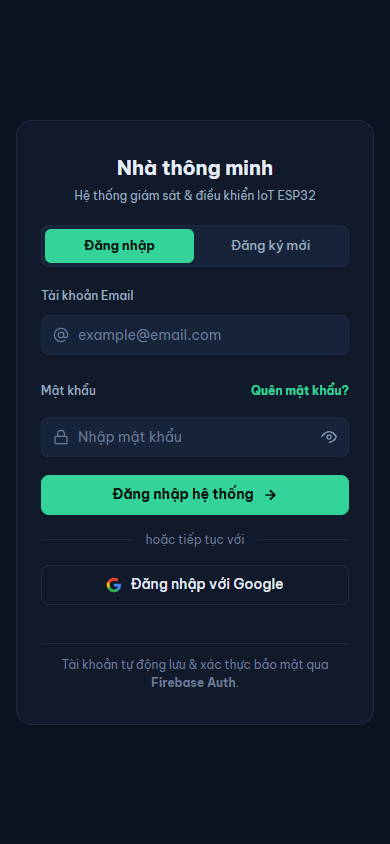 Nhà thông minh
Hệ thống giám sát & điều khiển IoT ESP32
Đăng nhập
Đăng ký mới
Tài khoản Email
example@email.com
Mật khẩu
Quên mật khẩu?
Nhập mật khẩu
Đăng nhập hệ thống →
hoặc tiếp tục với
Đăng nhập với Google
Tài khoản tự động lưu & xác thực bảo mật qua
Firebase Auth.